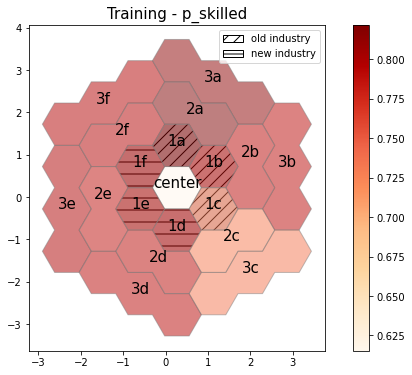 Training - p_skilled
old industry
new industry
3a
3f
2a
2f
1a
2b
1f
1b
3b
center
2e
3e
1e
1c
1d
2c
2d
3c
3d
4
3
2
1
0
−1
−2
−3
−3
−2
−1
0
1
2
3
0.800
0.775
0.750
0.725
0.700
0.675
0.650
0.625